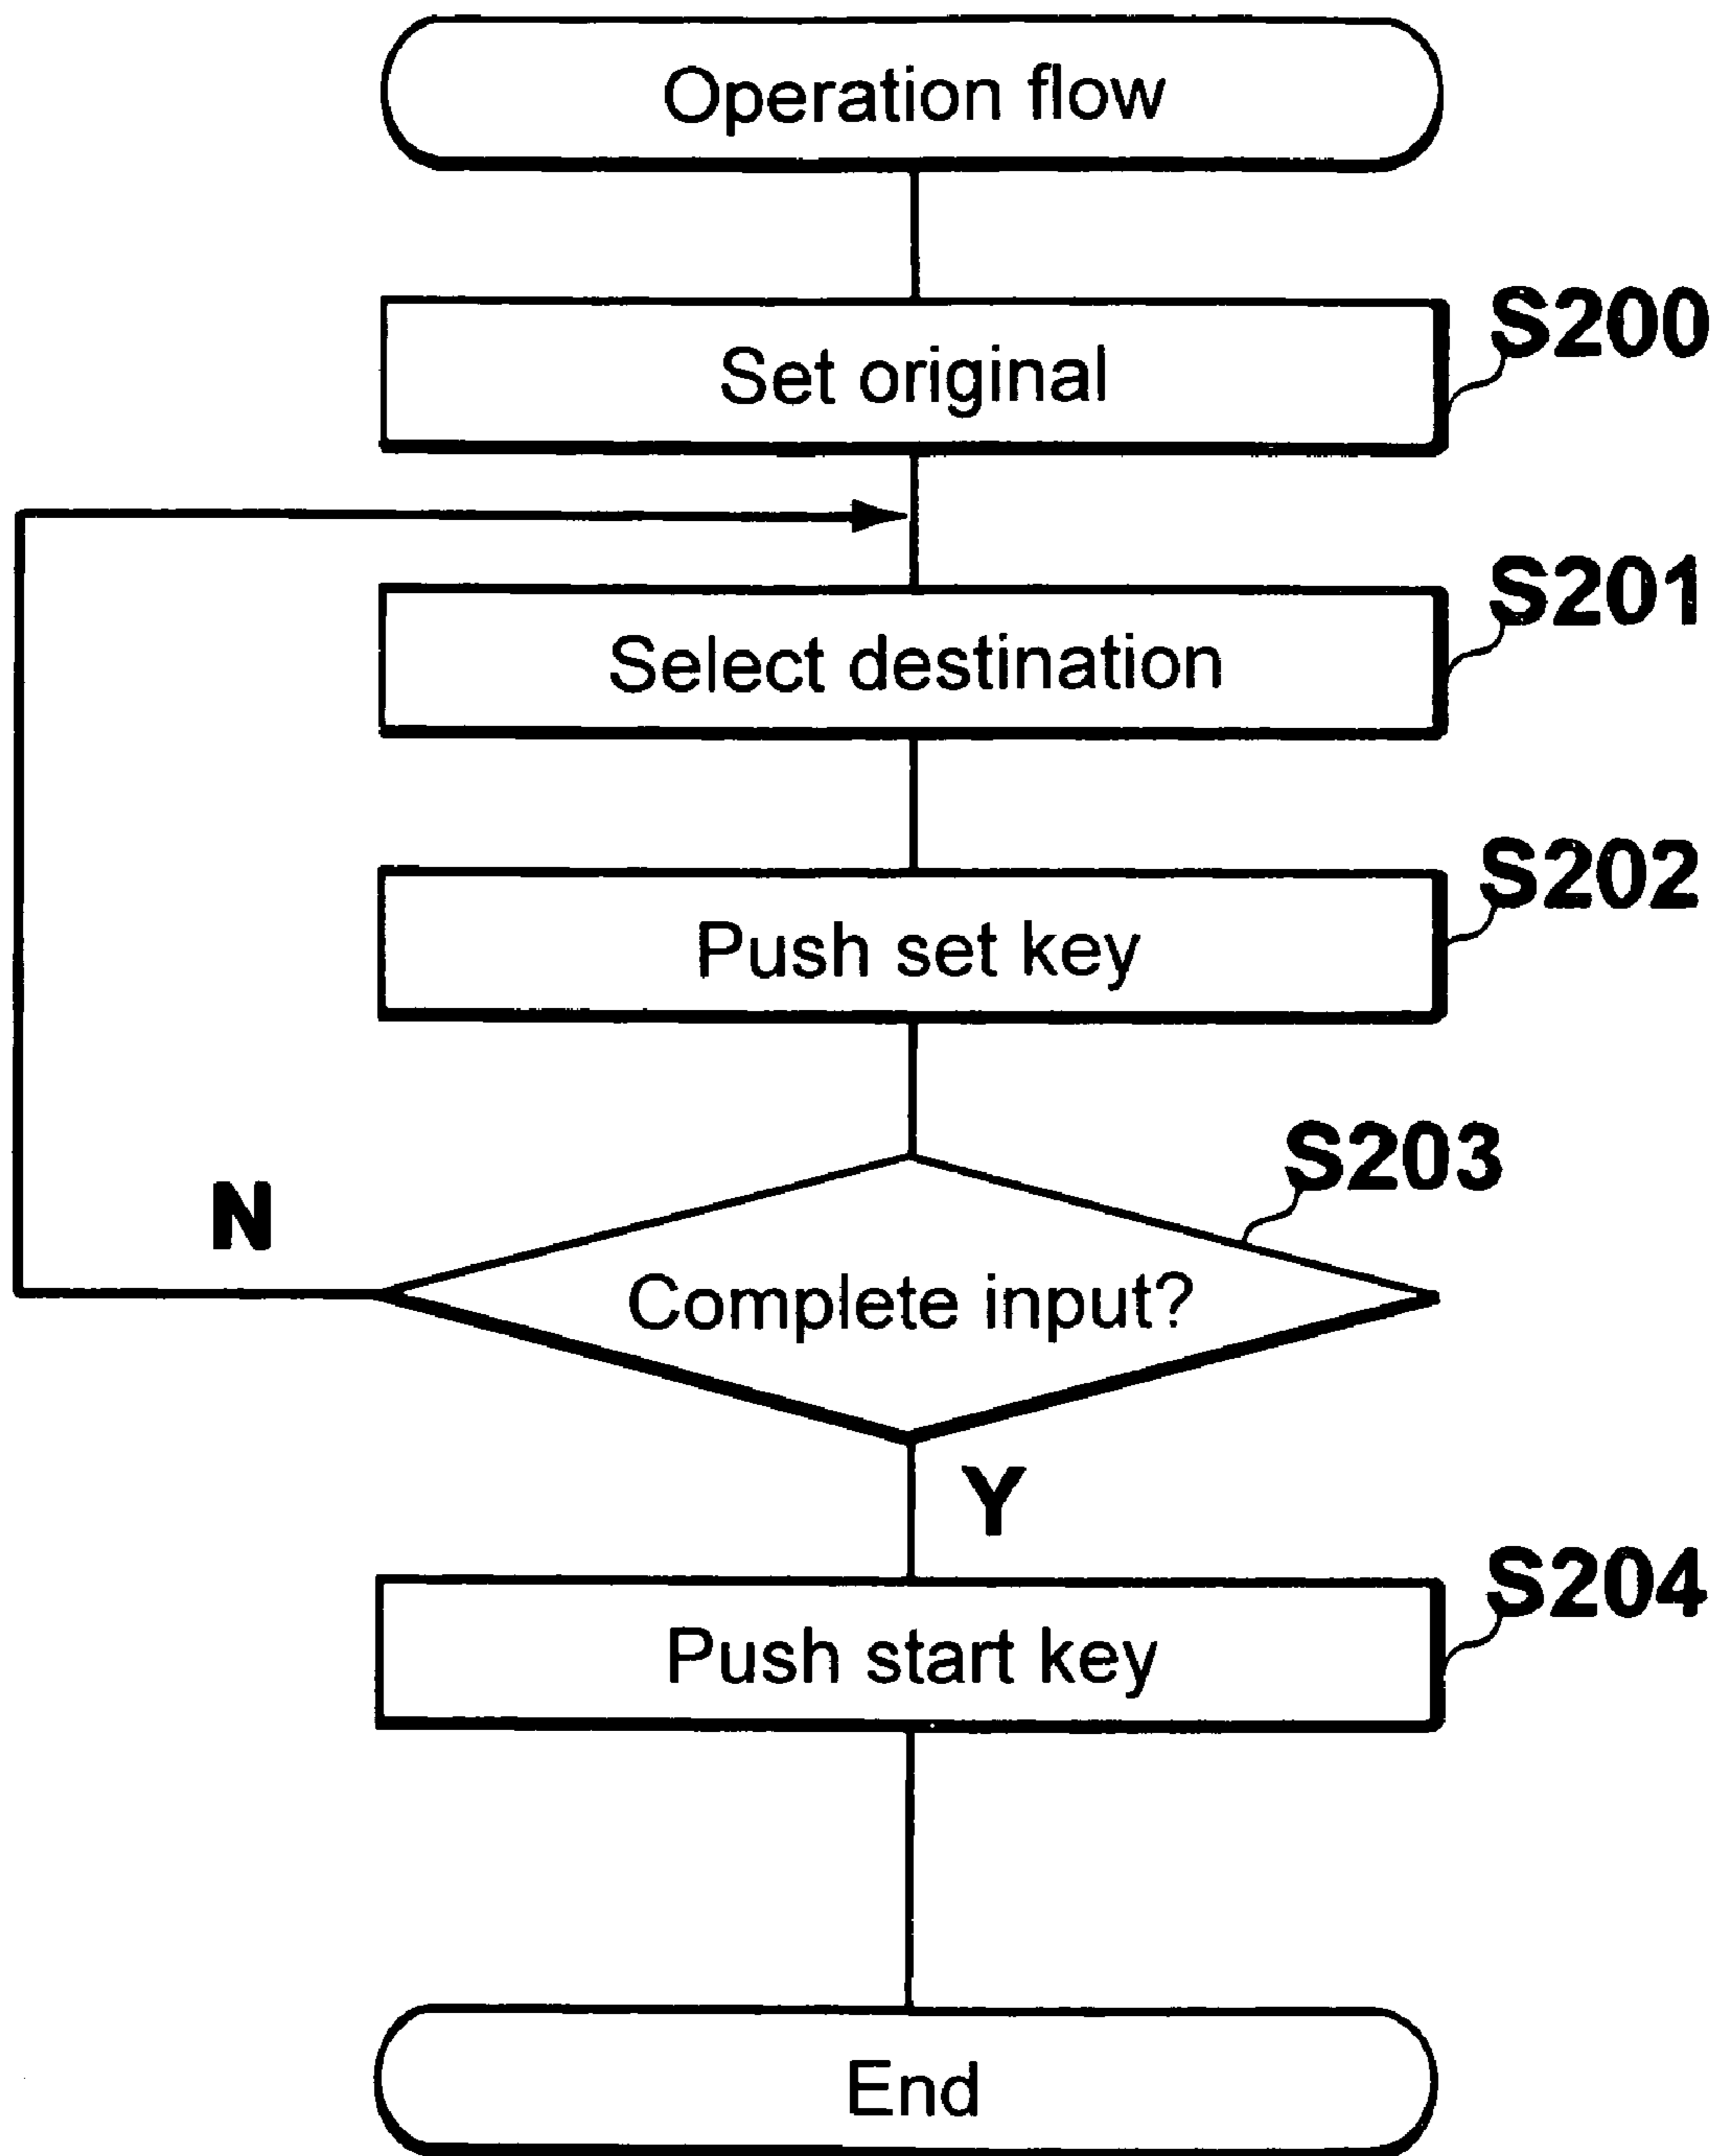 Operation flow
S200
Set original
S201
Select destination
S202
Push set key
S203
N
Complete input?
Y
S204
Push start key
End